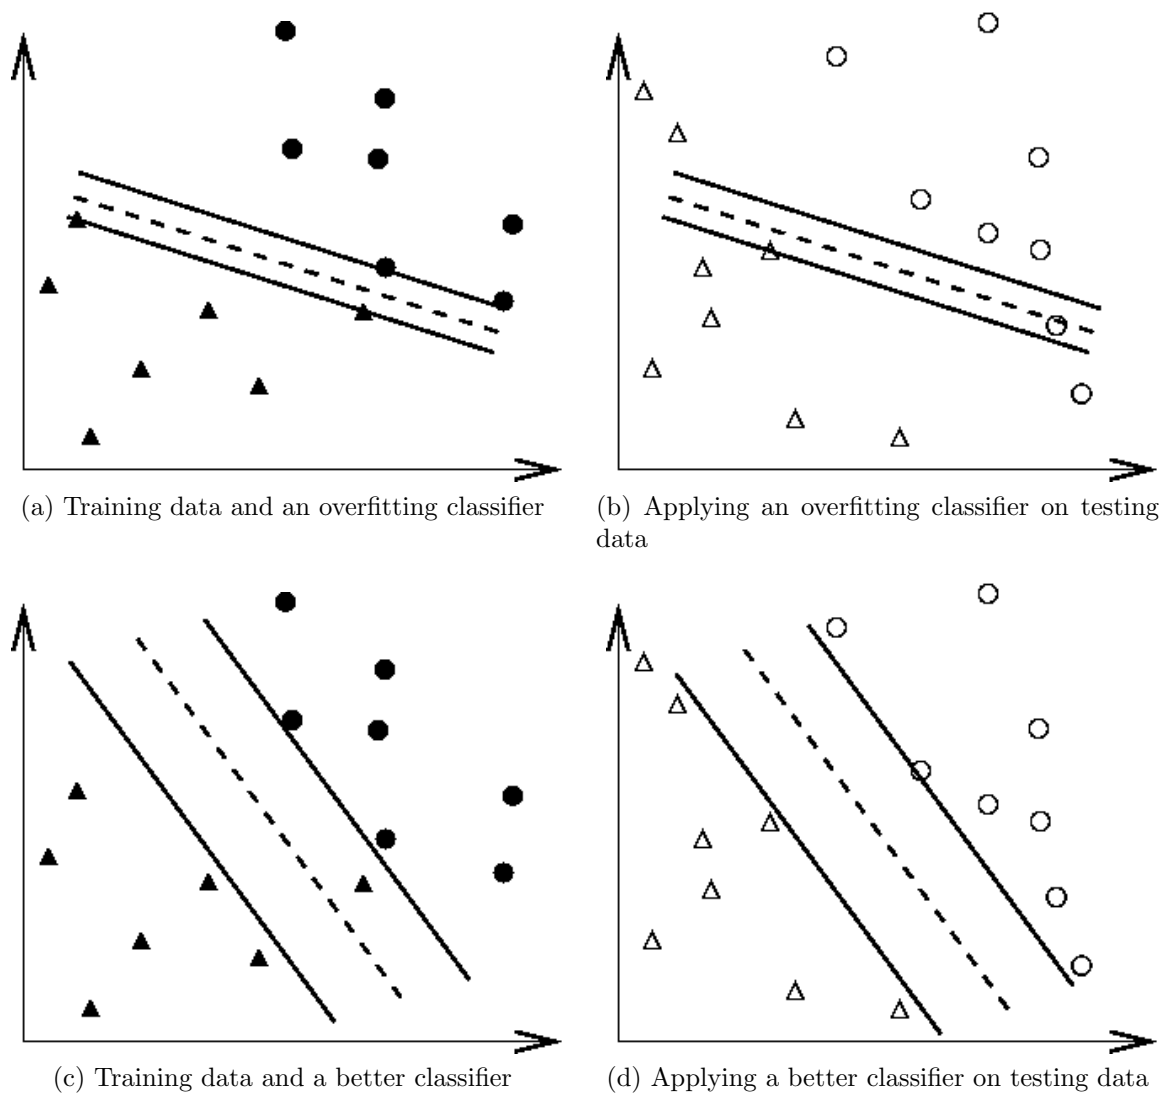 (a) Training data and an overfitting classifier
(b) Applying an overfitting classifier on testing
data
(c) Training data and a better classifier
(d) Applying a better classifier on testing data